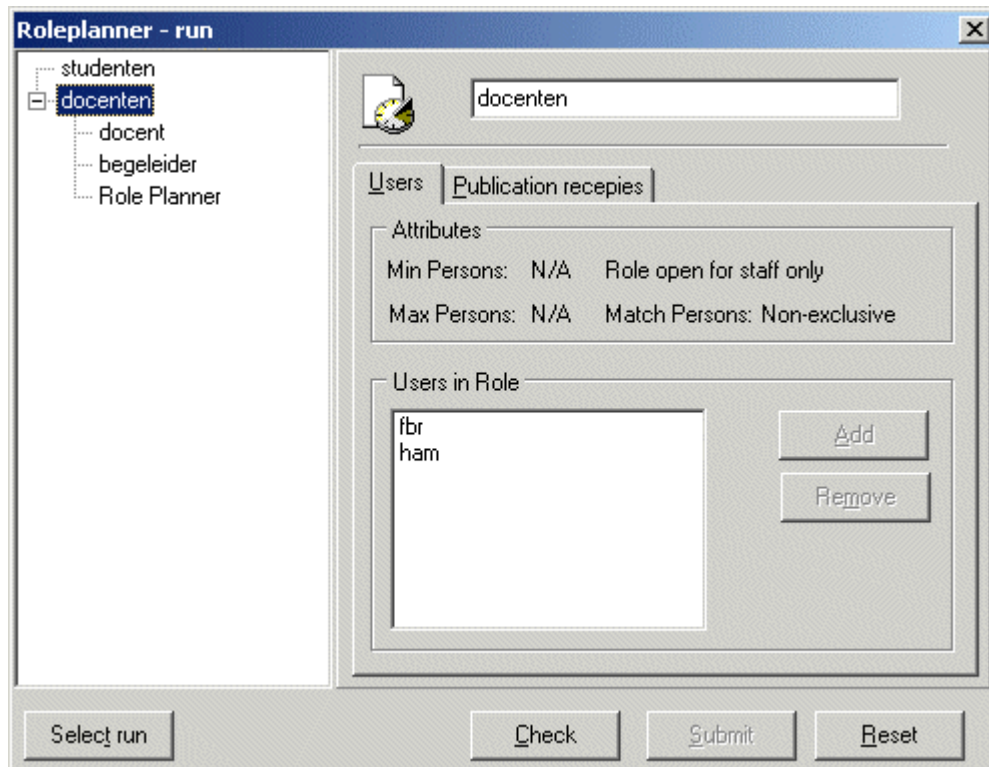 Roleplanner - run
studenten
docenten
docent
begeleider
Role Planner
docenten
Users
Publication recepies
Attributes
Min Persons: N/A Role open for staff only
Max Persons: N/A Match Persons: Non-exclusive
Users in Role
fbr
ham
Add
Remove
Select run
Check
Submit
Reset